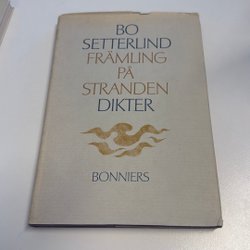 BO
SETTERLIND
FRÄMLING
PÅ
STRANDEN
DIKTER
BONNIERS